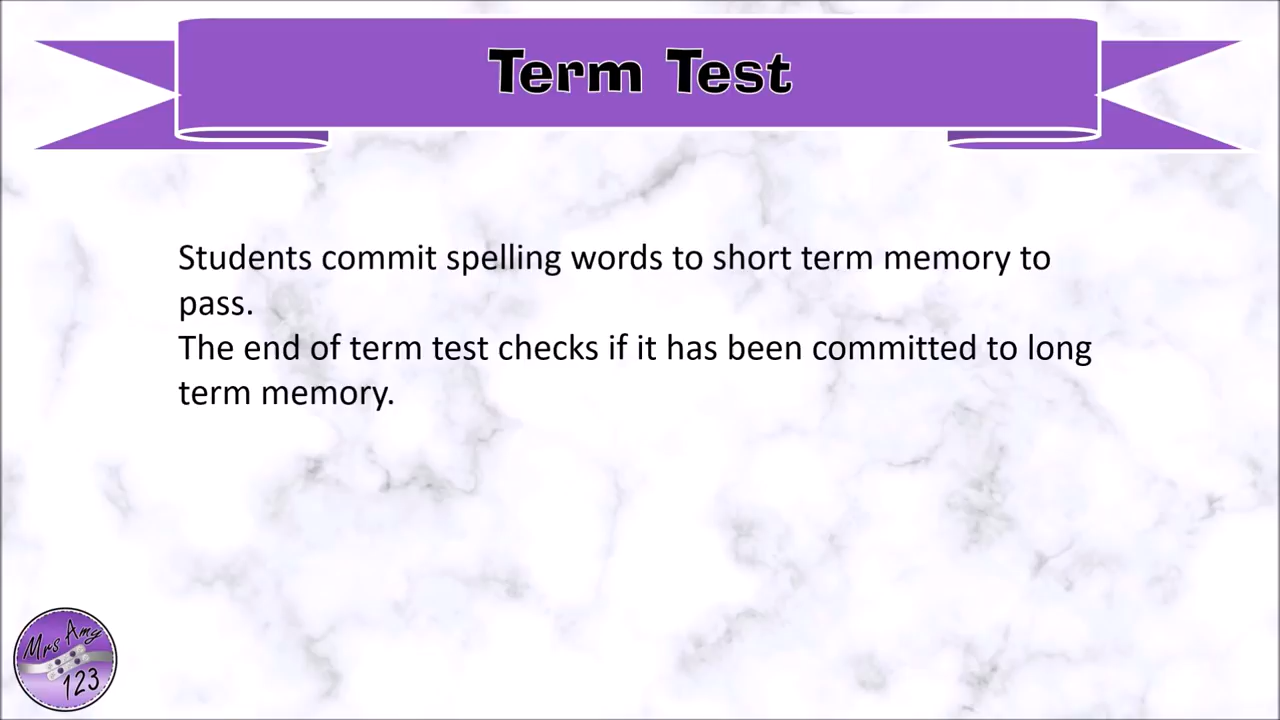 Term Test
Students commit spelling words to short term memory to
pass.
The end of term test checks if it has been committed to long
term memory.
Mrs Amy
123